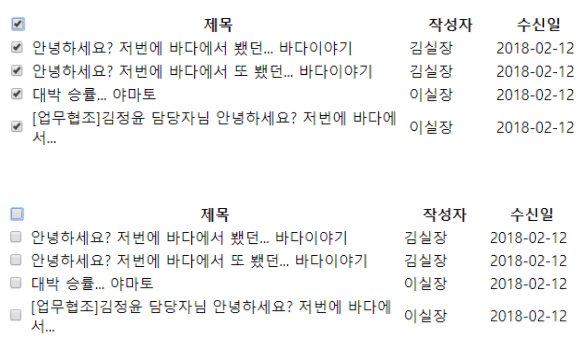 제목 작성자 수신일
안녕하세요? 저번에 바다에서 뵀던... 바다이야기 김실장 2018-02-12
안녕하세요? 저번에 바다에서 또 뵀던... 바다이야기 김실장 2018-02-12
대박 승률... 야마토 이실장 2018-02-12
[업무협조]김정윤 담당자님 안녕하세요? 저번에 바다에 이실장 2018-02-12
서...
제목 작성자 수신일
안녕하세요? 저번에 바다에서 뵀던... 바다이야기 김실장 2018-02-12
안녕하세요? 저번에 바다에서 또 뵀던... 바다이야기 김실장 2018-02-12
대박 승률... 야마토 이실장 2018-02-12
[업무협조]김정윤 담당자님 안녕하세요? 저번에 바다에 이실장 2018-02-12
서...